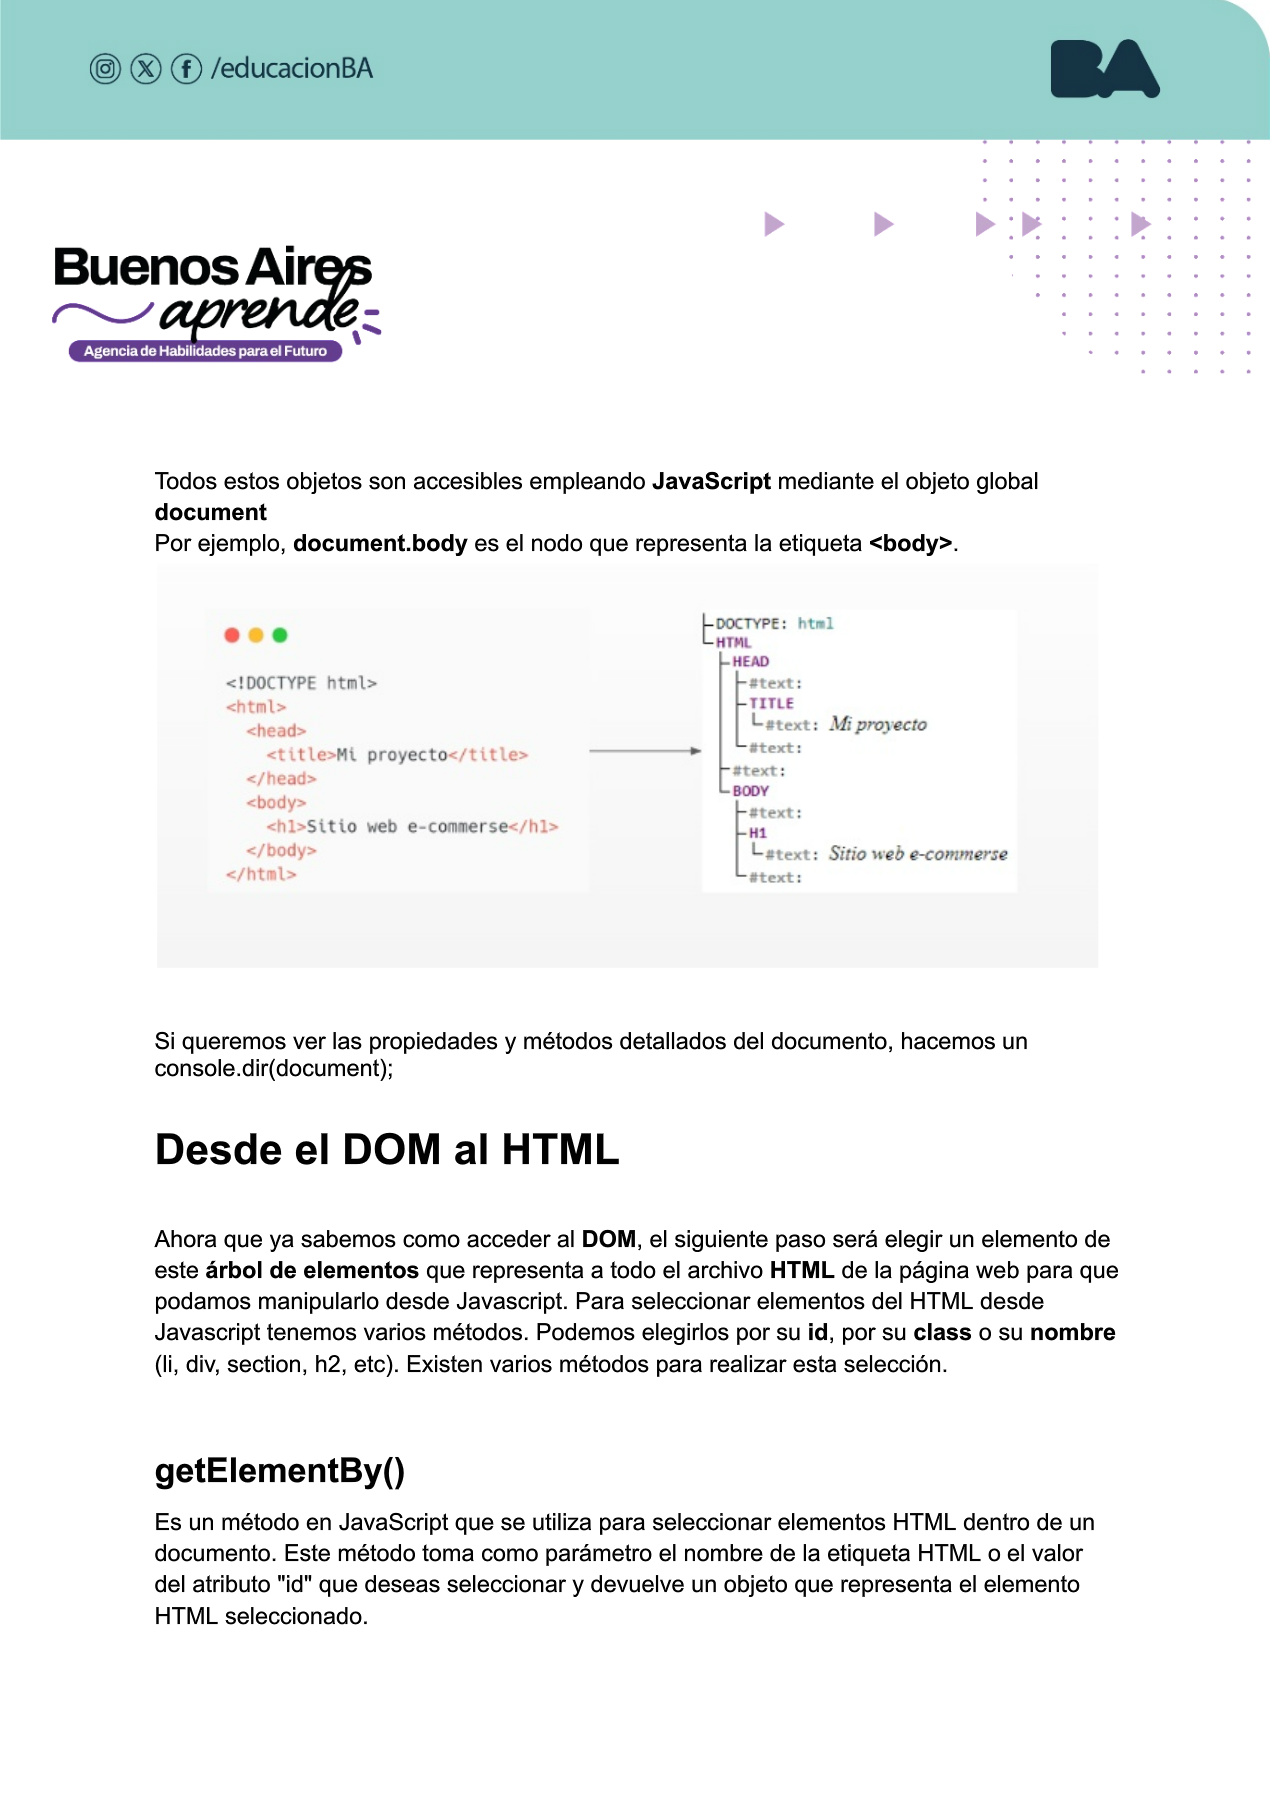 /educacionBA
BA
Buenos Aires
aprende
Agencia de Habilidades para el Futuro
Todos estos objetos son accesibles empleando JavaScript mediante el objeto global
document
Por ejemplo, document.body es el nodo que representa la etiqueta <body>.
<!DOCTYPE html>
<html>
<head>
<title>Mi proyecto</title>
</head>
<body>
<h1>Sitio web e-commerse</h1>
</body>
</html>
DOCTYPE: html
HTML
HEAD
#text:
TITLE
#text: Mi proyecto
#text:
#text:
BODY
#text:
H1
#text: Sitio web e-commerse
#text:
Si queremos ver las propiedades y métodos detallados del documento, hacemos un
console.dir(document);
Desde el DOM al HTML
Ahora que ya sabemos como acceder al DOM, el siguiente paso será elegir un elemento de
este árbol de elementos que representa a todo el archivo HTML de la página web para que
podamos manipularlo desde Javascript. Para seleccionar elementos del HTML desde
Javascript tenemos varios métodos. Podemos elegirlos por su id, por su class o su nombre
(li, div, section, h2, etc). Existen varios métodos para realizar esta selección.
getElementBy()
Es un método en JavaScript que se utiliza para seleccionar elementos HTML dentro de un
documento. Este método toma como parámetro el nombre de la etiqueta HTML o el valor
del atributo "id" que deseas seleccionar y devuelve un objeto que representa el elemento
HTML seleccionado.